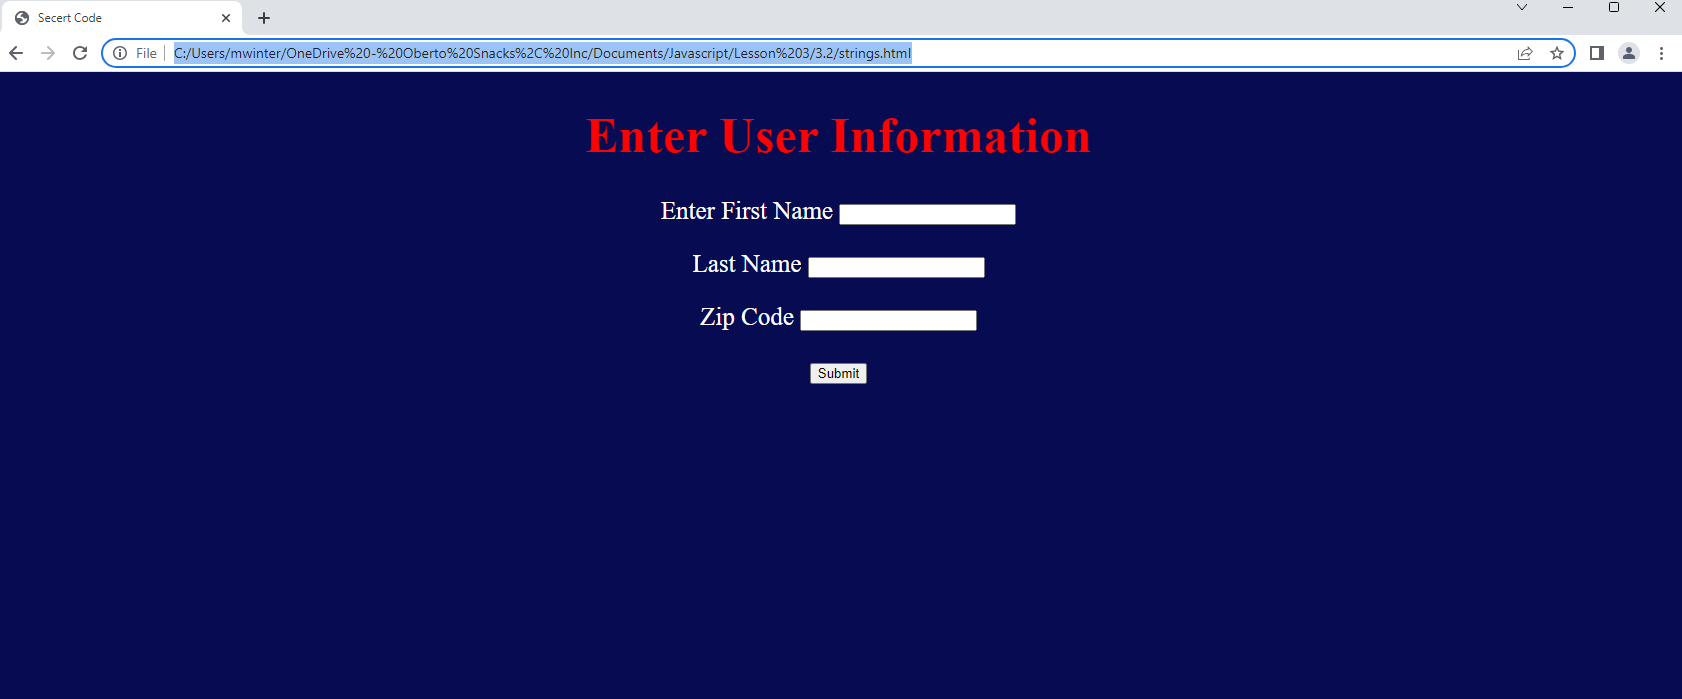 Secert Code
File C:/Users/mwinter/OneDrive%20-%20Oberto%20Snacks%2C%20Inc/Documents/Javascript/Lesson%203/3.2/strings.html
Enter User Information
Enter First Name
Last Name
Zip Code
Submit